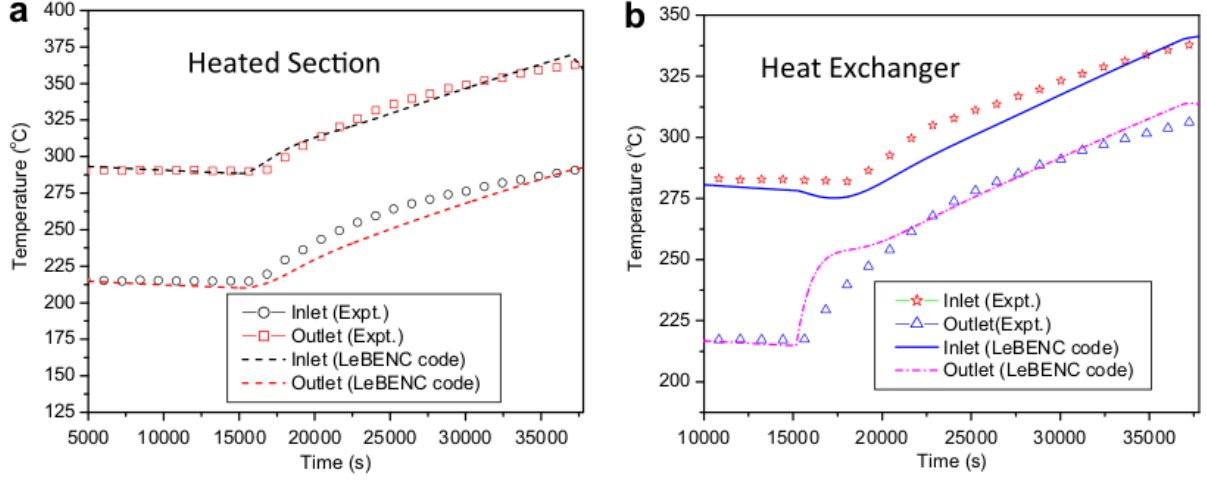 a
Heated Section
400
375
350
325
300
275
250
225
200
175
150
125
Temperature (°C)
5000 10000 15000 20000 25000 30000 35000
Time (s)
Inlet (Expt.)
Outlet (Expt.)
Inlet (LeBENC code)
Outlet (LeBENC code)
b
Heat Exchanger
350
325
300
275
250
225
200
Temperature (°C)
10000 15000 20000 25000 30000 35000
Time (s)
Inlet (Expt.)
Outlet(Expt.)
Inlet (LeBENC code)
Outlet (LeBENC code)